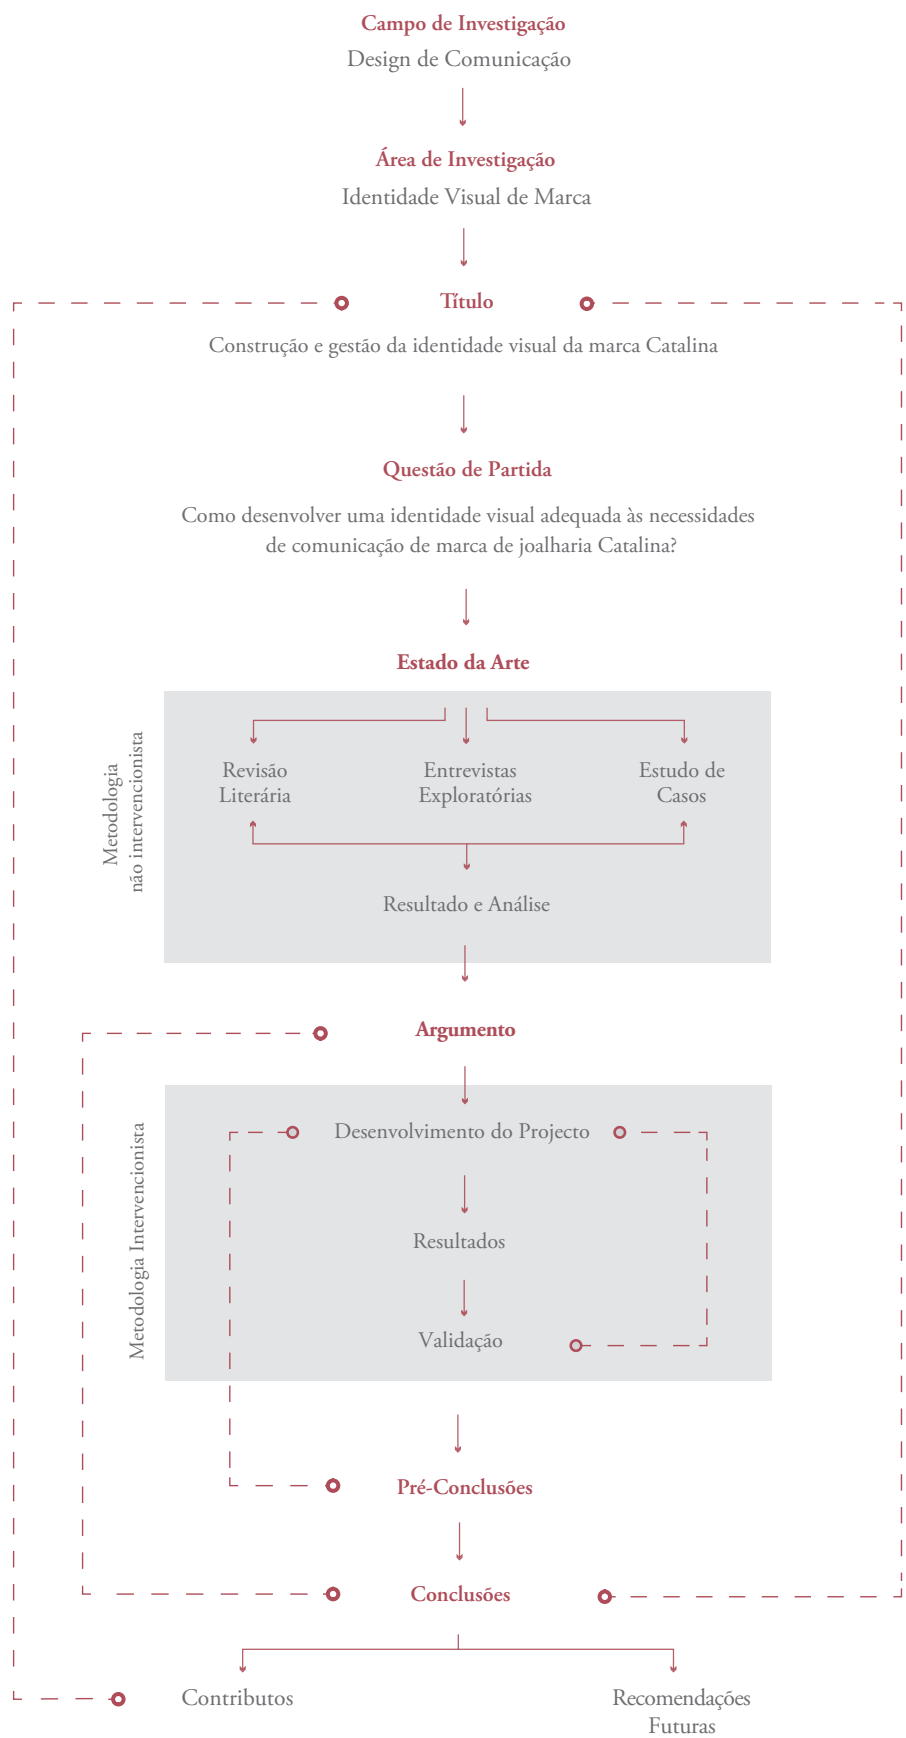 Campo de Investigação
Design de Comunicação
Área de Investigação
Identidade Visual de Marca
Título
Construção e gestão da identidade visual da marca Catalina
Questão de Partida
Como desenvolver uma identidade visual adequada às necessidades
de comunicação de marca de joalharia Catalina?
Estado da Arte
Metodologia
não intervencionista
Revisão
Literária
Entrevistas
Exploratórias
Estudo de
Casos
Resultado e Análise
Argumento
Metodologia Intervencionista
Desenvolvimento do Projecto
Resultados
Validação
Pré-Conclusões
Conclusões
Contributos
Recomendações
Futuras